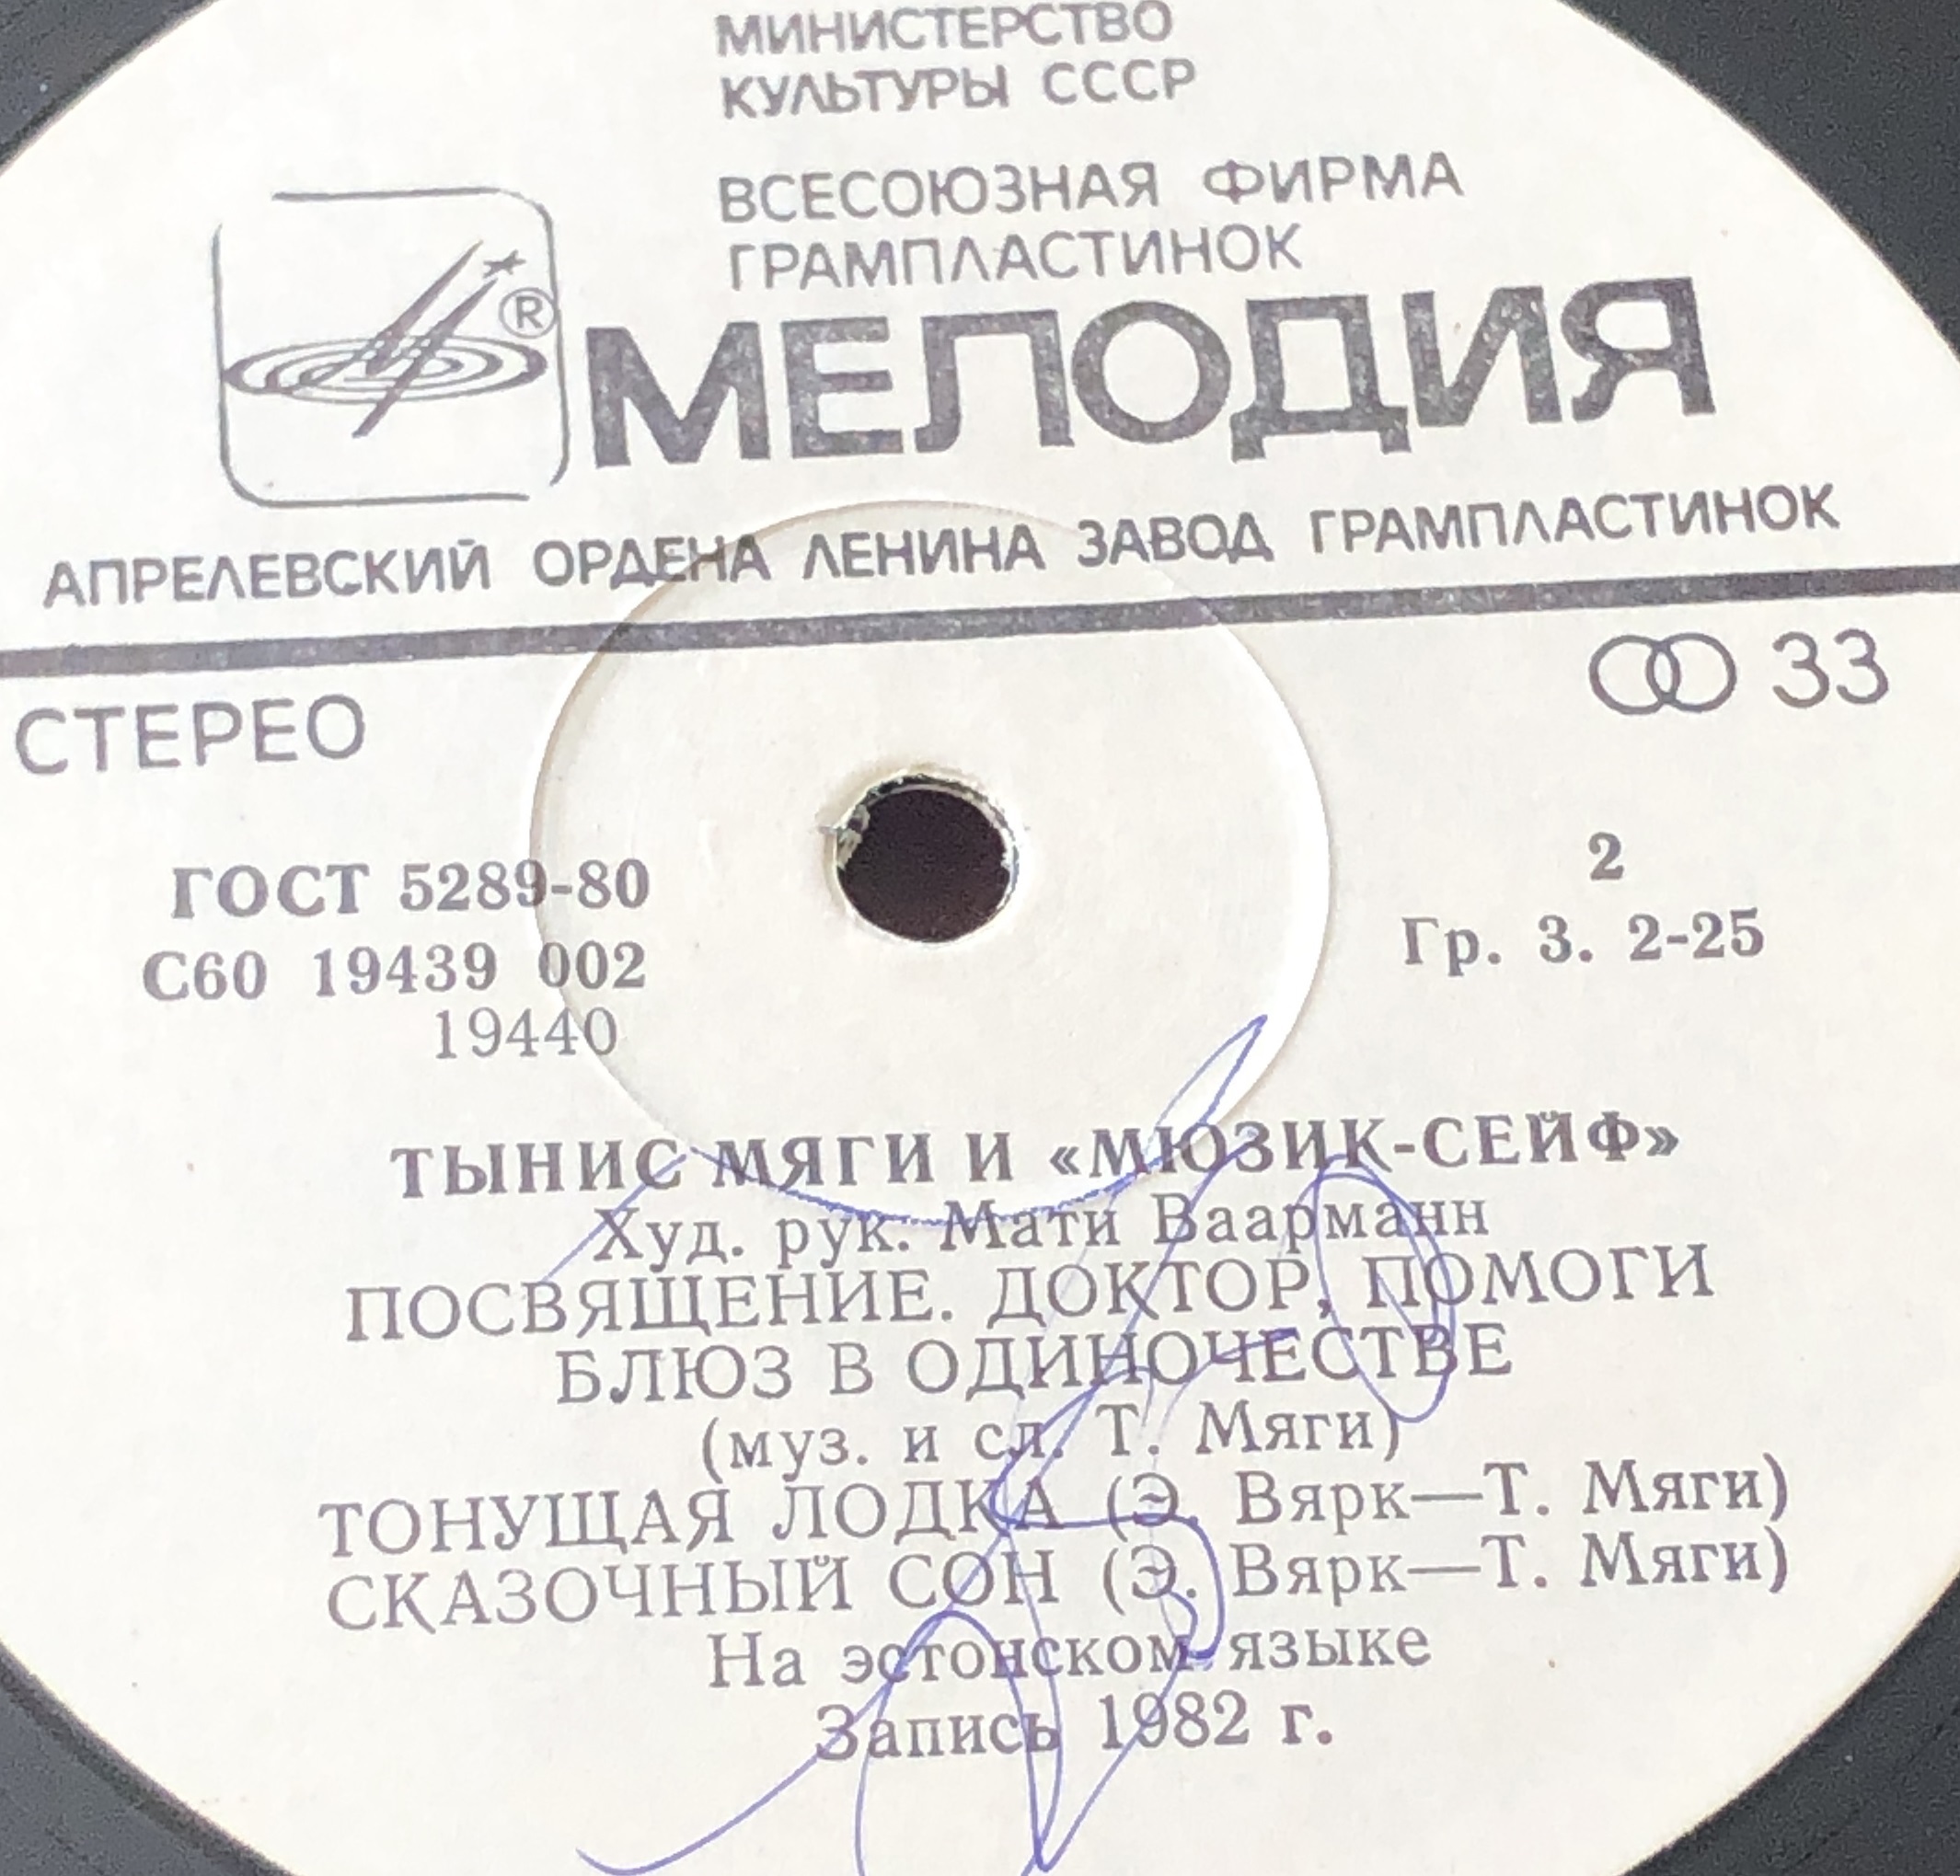 МИНИСТЕРСТВО
КУЛЬТУРЫ СССР
ВСЕСОЮЗНАЯ ФИРМА
ГРАМПЛАСТИНОК
®
МЕЛОДИЯ
АПРЕЛЕВСКИЙ ОРДЕНА ЛЕНИНА ЗАВОД ГРАМПЛАСТИНОК
СТЕРЕО
33
ГОСТ 5289-80
С60 19439 002
19440
2
Гр. 3. 2-25
ТЫНИС МЯГИ И «МЮЗИК-СЕЙФ»
Худ. рук. Мати Ваарманн
ПОСВЯЩЕНИЕ. ДОКТОР, ПОМОГИ
БЛЮЗ В ОДИНОЧЕСТВЕ
(муз. и сл. Т. Мяги)
ТОНУЩАЯ ЛОДКА (Э. Вярк—Т. Мяги)
СКАЗОЧНЫЙ СОН (Э. Вярк—Т. Мяги)
На эстонском языке
Запись 1982 г.